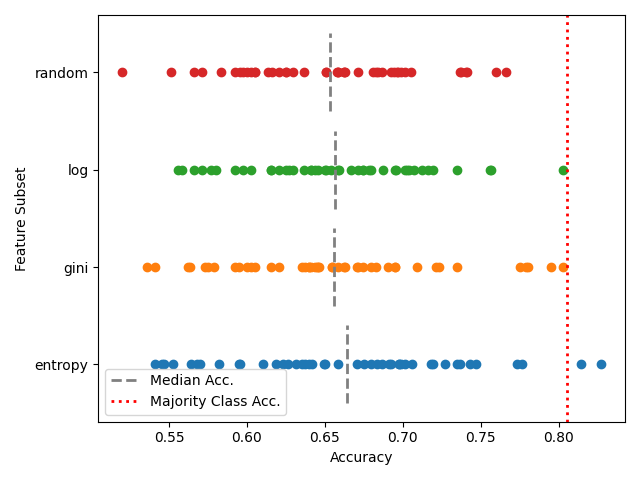 random
log
gini
entropy
Feature Subset
Median Acc.
Majority Class Acc.
0.55 0.60 0.65 0.70 0.75 0.80
Accuracy